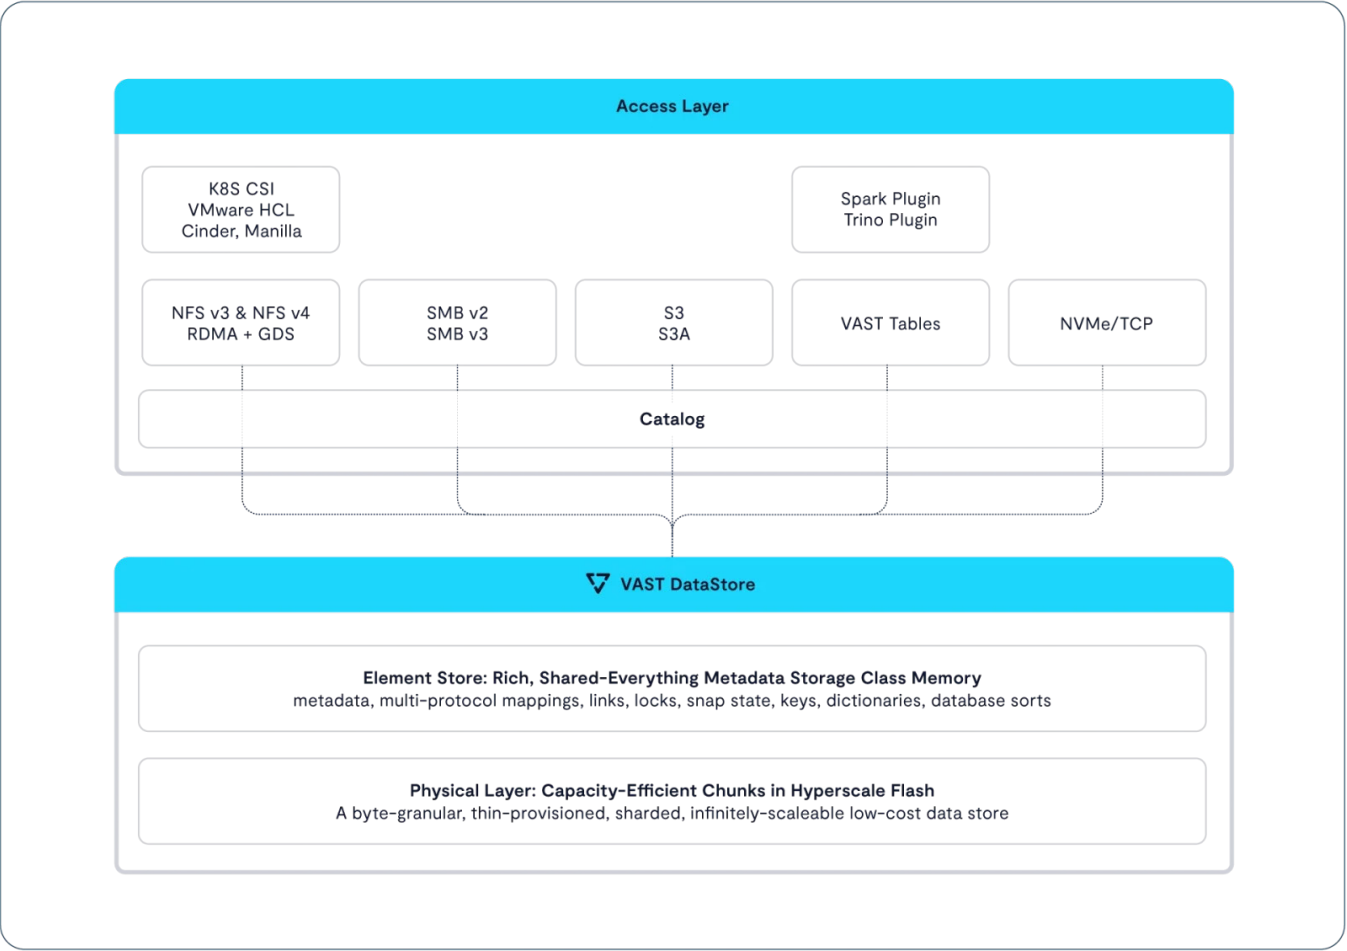 Access Layer
K8S CSI
VMware HCL
Cinder, Manilla
Spark Plugin
Trino Plugin
NFS v3 & NFS v4
RDMA + GDS
SMB v2
SMB v3
S3
S3A
VAST Tables
NVMe/TCP
Catalog
VAST DataStore
Element Store: Rich, Shared-Everything Metadata Storage Class Memory
metadata, multi-protocol mappings, links, locks, snap state, keys, dictionaries, database sorts
Physical Layer: Capacity-Efficient Chunks in Hyperscale Flash
A byte-granular, thin-provisioned, sharded, infinitely-scaleable low-cost data store